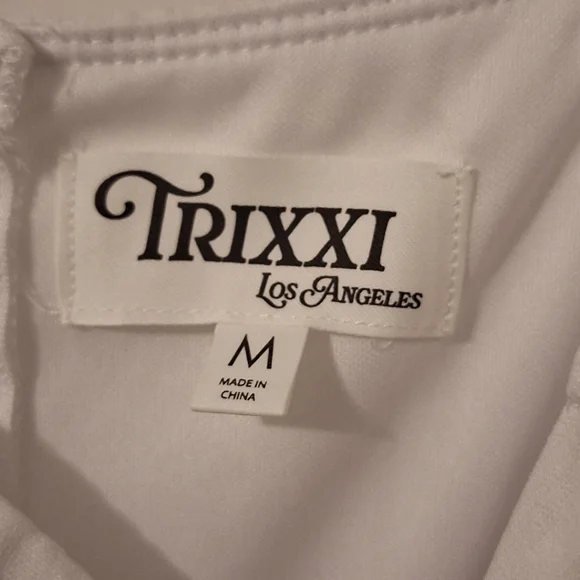 TRIXXI
LOS ANGELES
M
MADE IN
CHINA